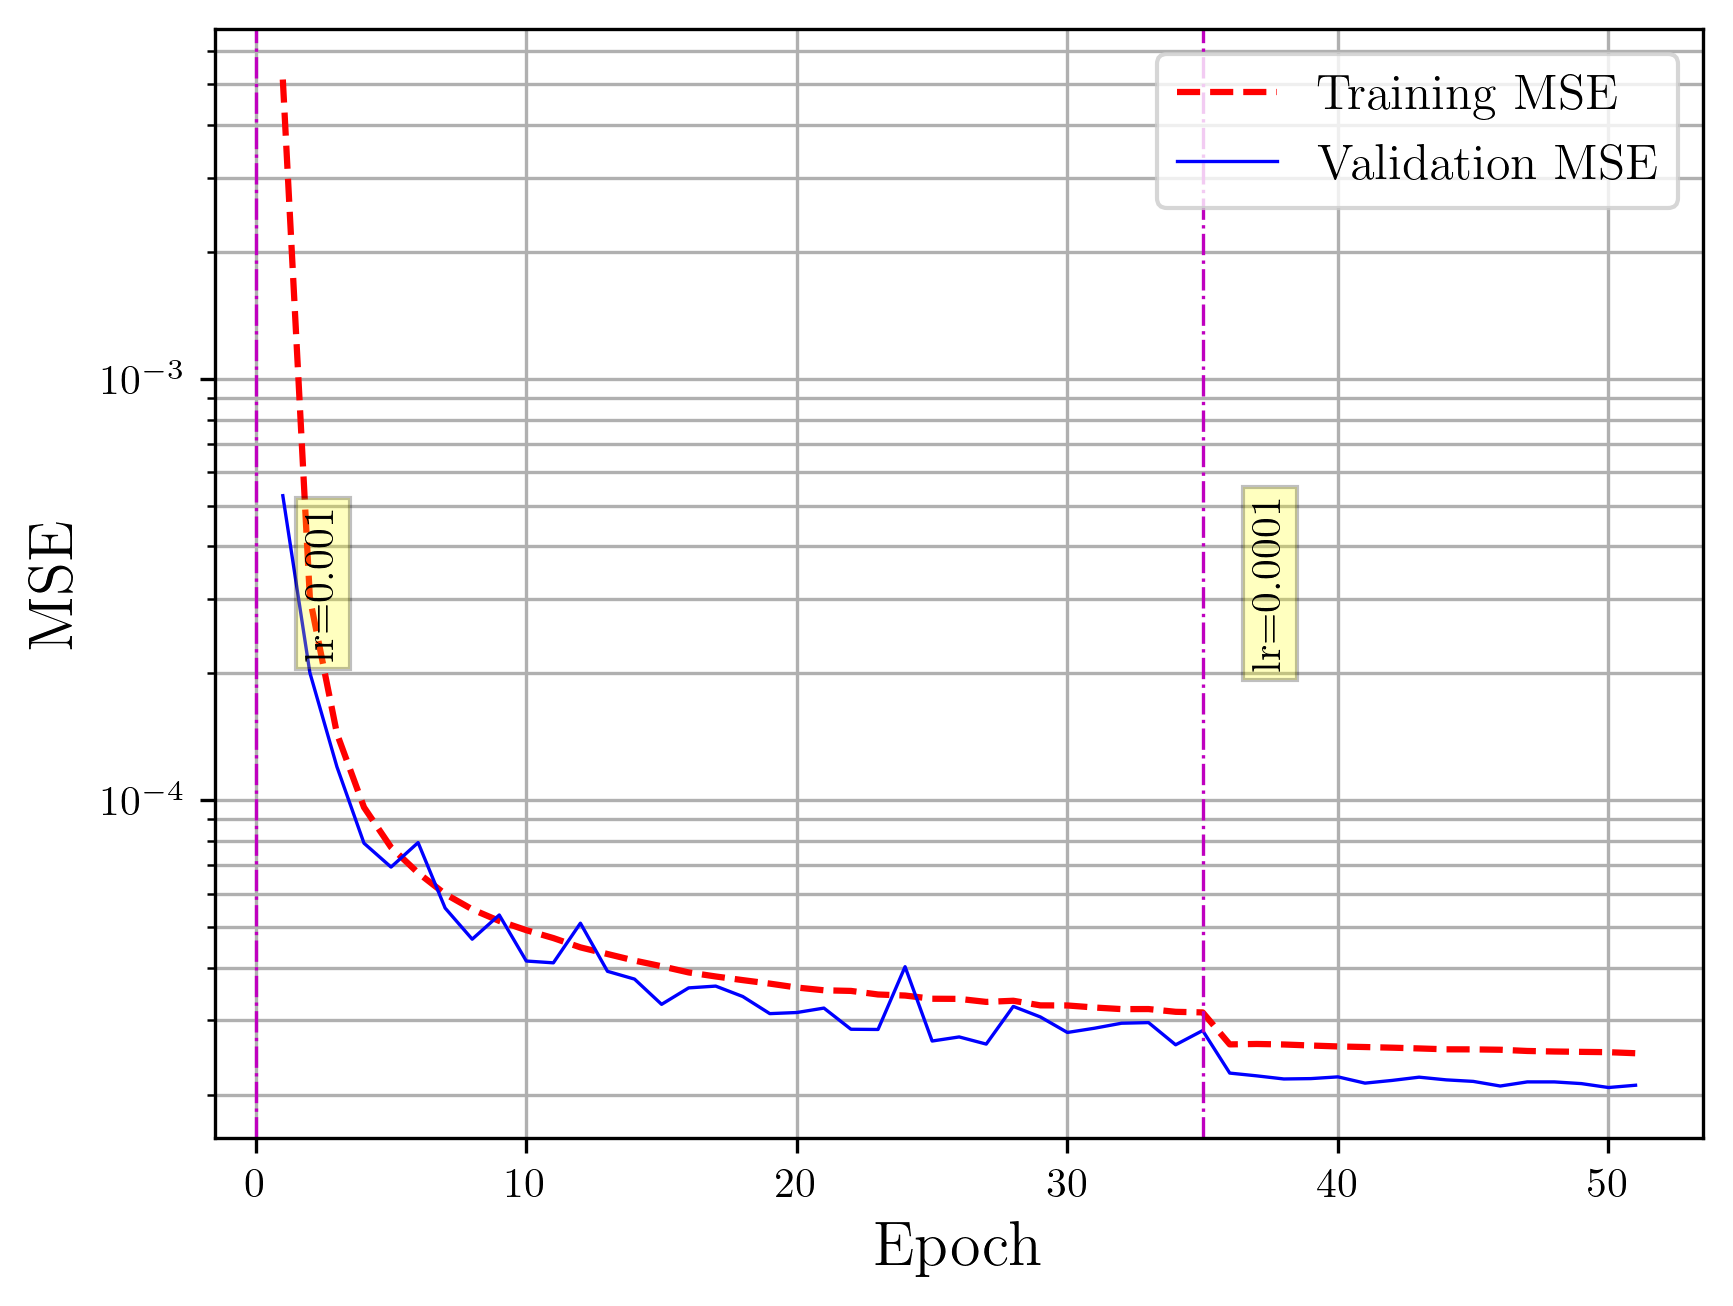 Training MSE
Validation MSE
10⁻³
10⁻⁴
MSE
lr=0.001
lr=0.0001
0 10 20 30 40 50
Epoch